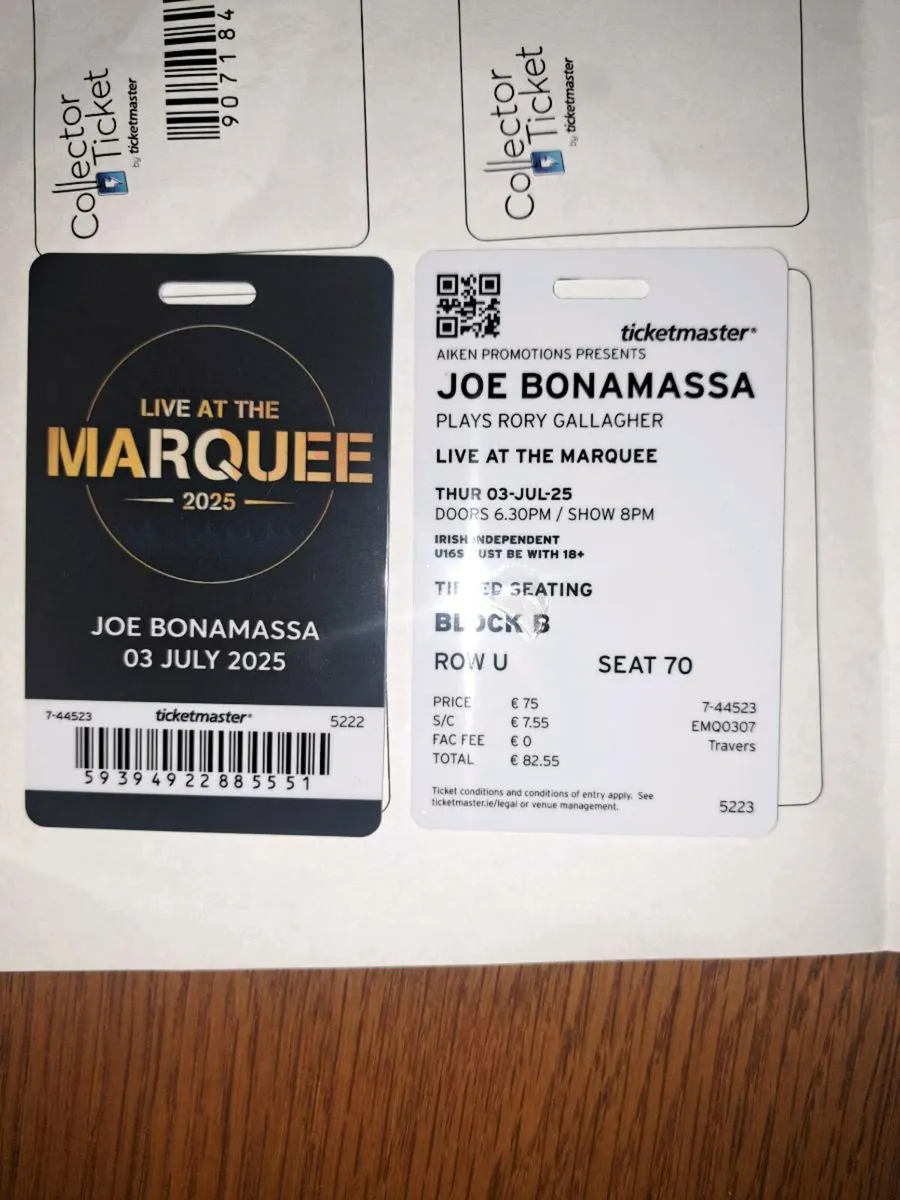 Collector
Ticket
by ticketmaster
907184
Collector
Ticket
by ticketmaster
LIVE AT THE
MARQUEE
2025
JOE BONAMASSA
03 JULY 2025
7-44523
ticketmaster®
5222
5939492288555 1
ticketmaster®
AIKEN PROMOTIONS PRESENTS
JOE BONAMASSA
PLAYS RORY GALLAGHER
LIVE AT THE MARQUEE
THUR 03-JUL-25
DOORS 6.30PM / SHOW 8PM
IRISH INDEPENDENT
U16S MUST BE WITH 18+
TIERED SEATING
BLOCK B
ROW U SEAT 70
PRICE € 75
S/C € 7.55
FAC FEE € 0
TOTAL € 82.55
7-44523
EMQ0307
Travers
Ticket conditions and conditions of entry apply. See
ticketmaster.ie/legal or venue management.
5223